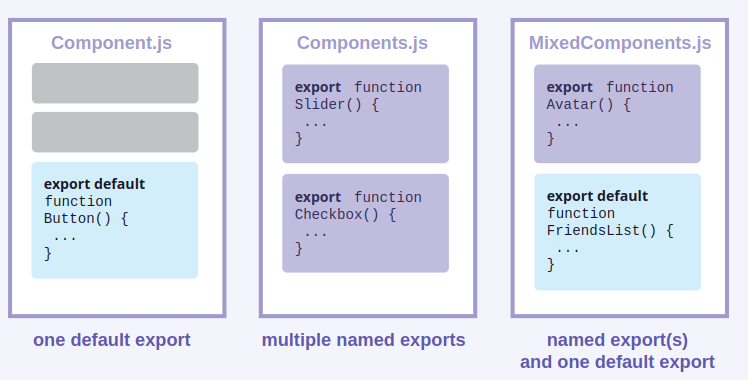 Component.js
export default
function
Button() {
...
}
one default export
Components.js
export function
Slider() {
...
}
export function
Checkbox() {
...
}
multiple named exports
MixedComponents.js
export function
Avatar() {
...
}
export default
function
FriendsList() {
...
}
named export(s)
and one default export